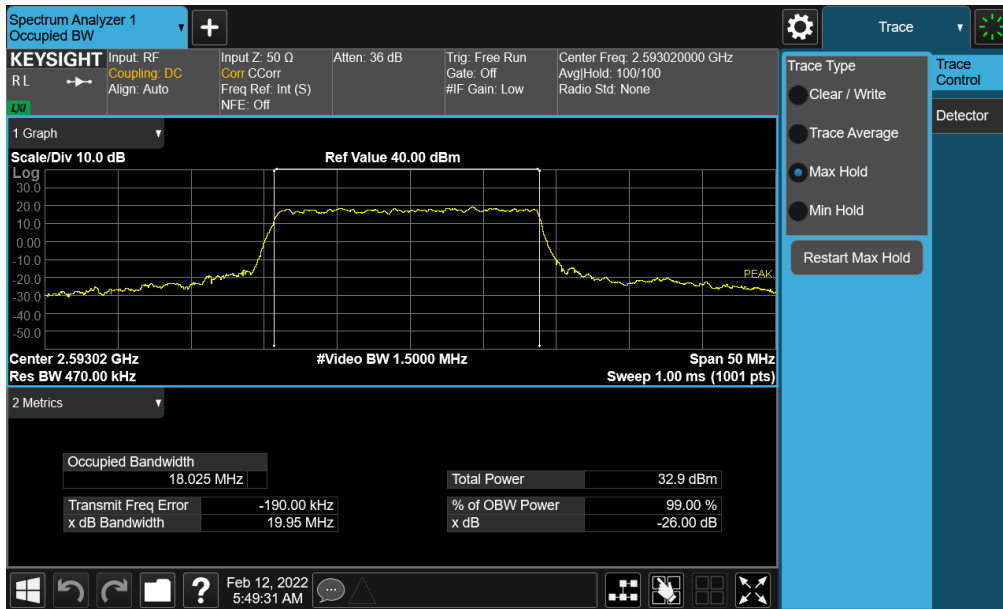 Spectrum Analyzer 1
Occupied BW
+
Trace
KEYSIGHT
R L
LXI
Input: RF
Coupling: DC
Align: Auto
Input Z: 50 Ω
Corr CCorr
Freq Ref: Int (S)
NFE: Off
Atten: 36 dB
Trig: Free Run
Gate: Off
#IF Gain: Low
Center Freq: 2.593020000 GHz
Avg|Hold: 100/100
Radio Std: None
Trace Type
Clear / Write
Trace Average
Max Hold
Min Hold
Restart Max Hold
Trace
Control
Detector
1 Graph
Scale/Div 10.0 dB
Ref Value 40.00 dBm
Log
30.0
20.0
10.0
0.00
-10.0
-20.0
-30.0
-40.0
-50.0
PEAK
Center 2.59302 GHz
#Video BW 1.5000 MHz
Span 50 MHz
Res BW 470.00 kHz
Sweep 1.00 ms (1001 pts)
2 Metrics
Occupied Bandwidth
18.025 MHz
Total Power 32.9 dBm
Transmit Freq Error -190.00 kHz
% of OBW Power 99.00 %
x dB Bandwidth 19.95 MHz
x dB -26.00 dB
?
Feb 12, 2022
5:49:31 AM